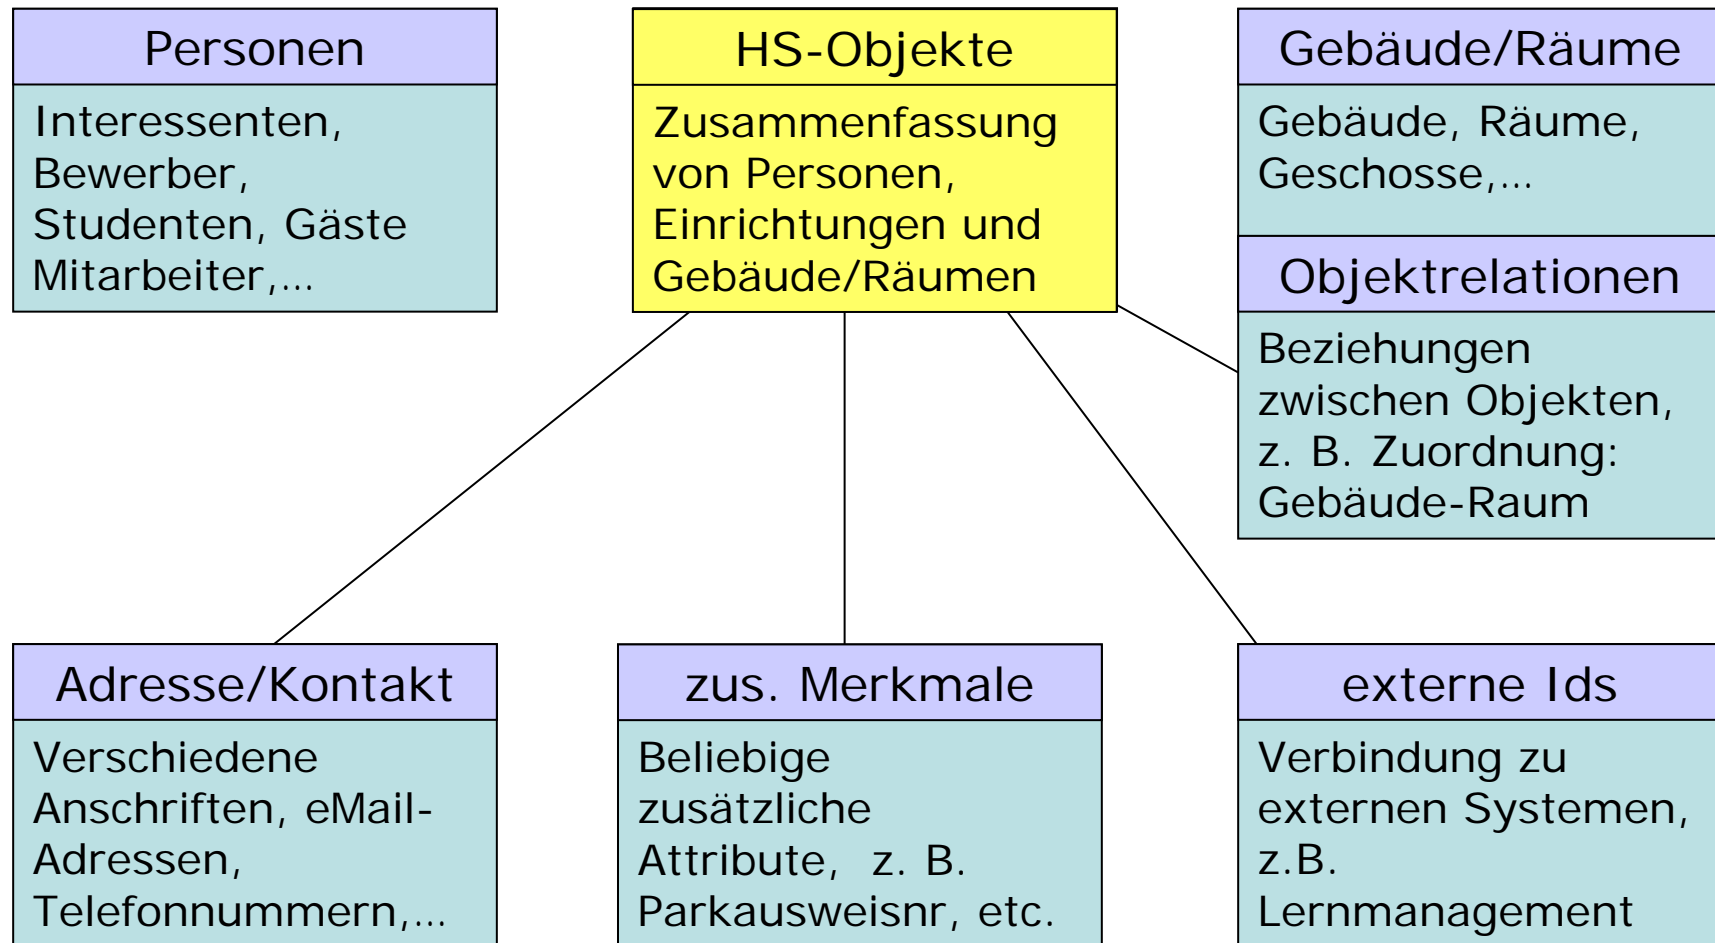 Personen
Interessenten,
Bewerber,
Studenten, Gäste
Mitarbeiter,...
HS-Objekte
Zusammenfassung
von Personen,
Einrichtungen und
Gebäude/Räumen
Gebäude/Räume
Gebäude, Räume,
Geschosse,...
Objektrelationen
Beziehungen
zwischen Objekten,
z. B. Zuordnung:
Gebäude-Raum
Adresse/Kontakt
Verschiedene
Anschriften, eMail-
Adressen,
Telefonnummern,...
zus. Merkmale
Beliebige
zusätzliche
Attribute,  z. B.
Parkausweisnr, etc.
externe Ids
Verbindung zu
externen Systemen,
z.B.
Lernmanagement